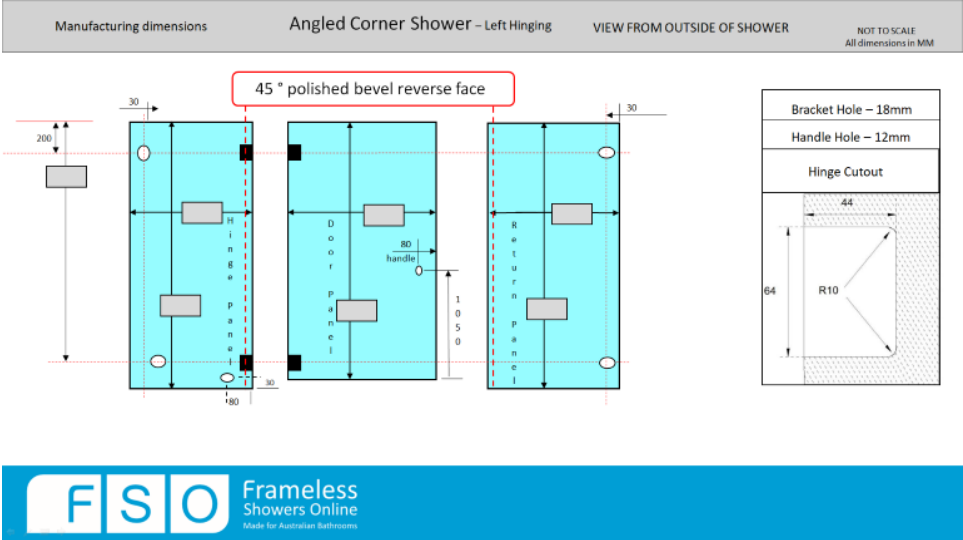 Manufacturing dimensions
Angled Corner Shower – Left Hinging
VIEW FROM OUTSIDE OF SHOWER
NOT TO SCALE
All dimensions in MM
45 ° polished bevel reverse face
30
30
200
Hinge Panel
Door Panel
Return Panel
80
handle
1050
30
80
Bracket Hole – 18mm
Handle Hole – 12mm
Hinge Cutout
44
64
R10
FSO
Frameless
Showers Online
Made for Australian Bathrooms